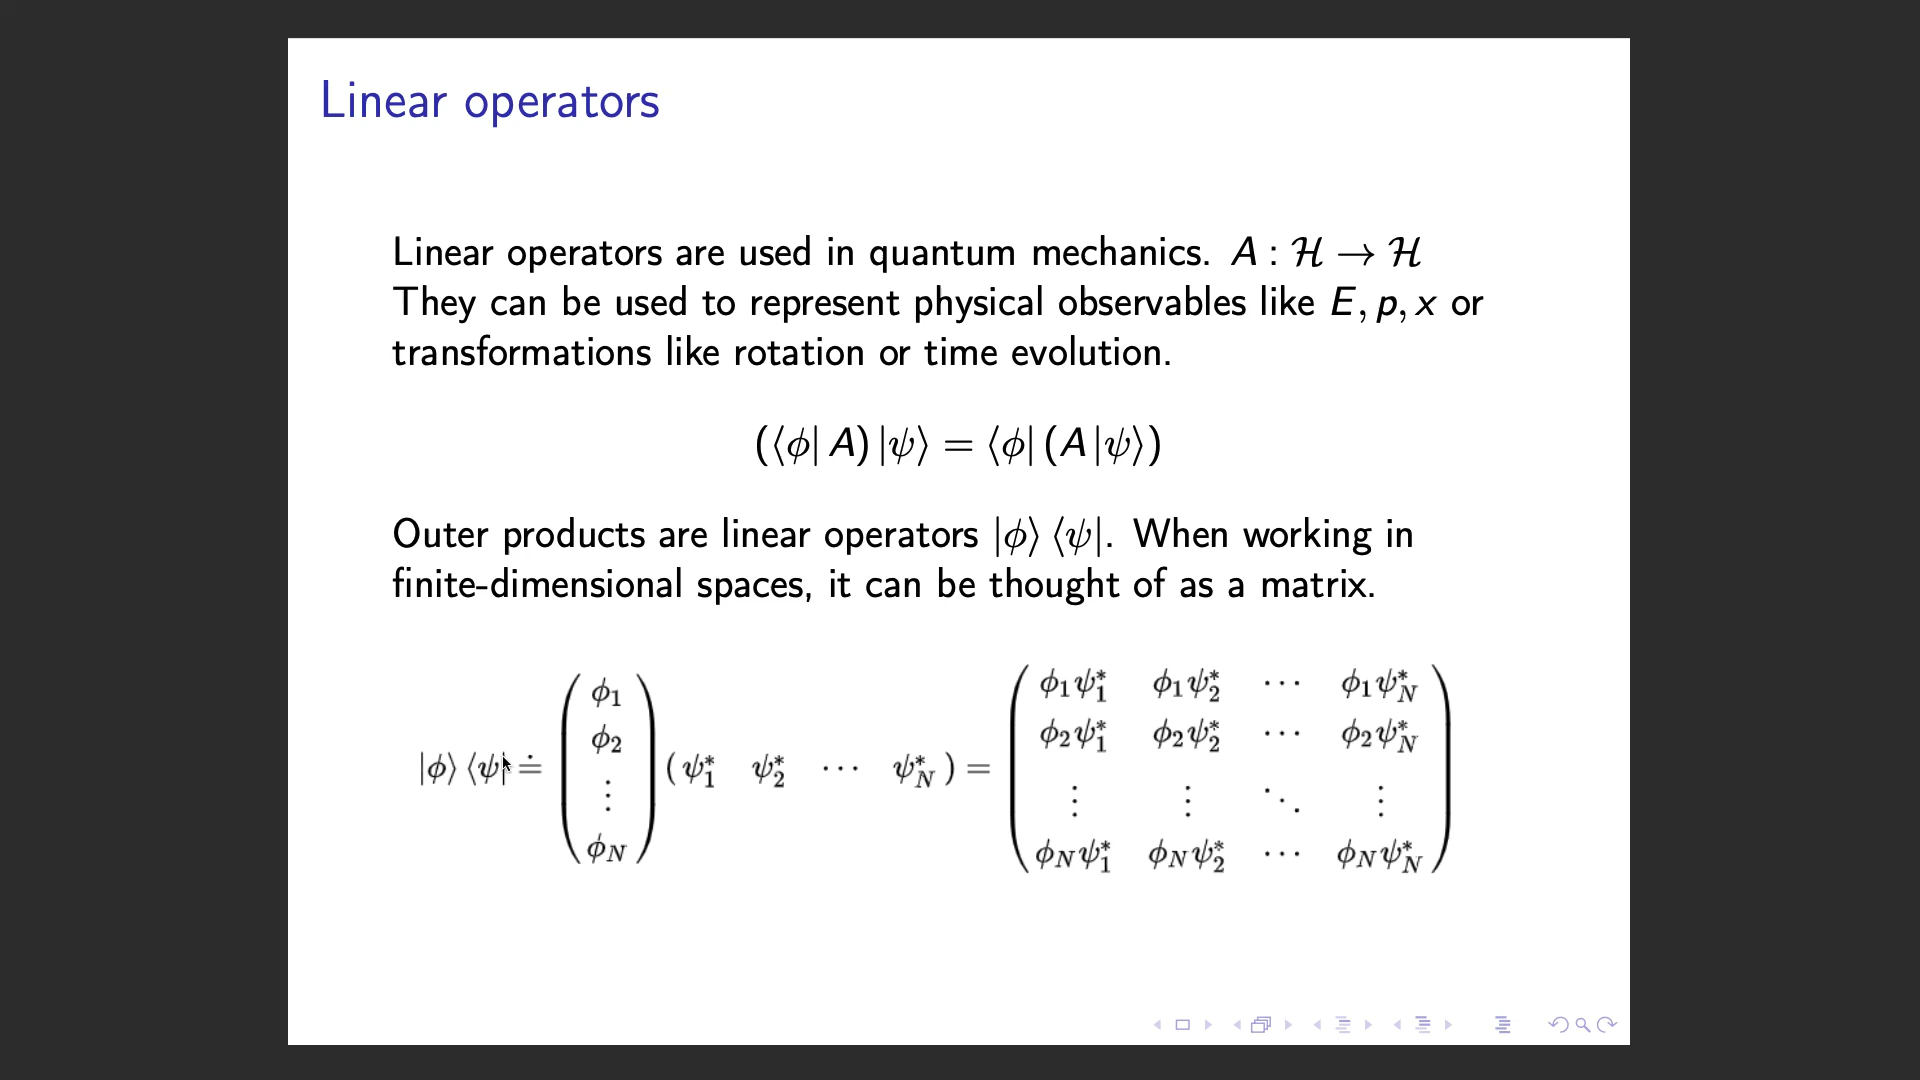 Linear operators
Linear operators are used in quantum mechanics. A : ℋ → ℋ
They can be used to represent physical observables like E, p, x or
transformations like rotation or time evolution.
(⟨ϕ| A) |ψ⟩ = ⟨ϕ| (A |ψ⟩)
Outer products are linear operators |ϕ⟩ ⟨ψ|. When working in
finite-dimensional spaces, it can be thought of as a matrix.
|ϕ⟩ ⟨ψ| ≐ ( ϕ₁ ϕ₂ ⋮ ϕ_N ) ( ψ₁* ψ₂* ⋯ ψ_N* ) = ( ϕ₁ψ₁* ϕ₁ψ₂* ⋯ ϕ₁ψ_N*
ϕ₂ψ₁* ϕ₂ψ₂* ⋯ ϕ₂ψ_N*
⋮ ⋮ ⋱ ⋮
ϕ_Nψ₁* ϕ_Nψ₂* ⋯ ϕ_Nψ_N* )